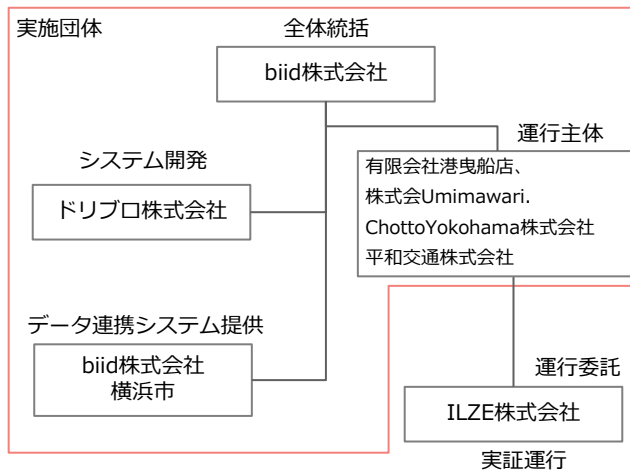 実施団体
全体統括
biid株式会社
システム開発
ドリブロ株式会社
運行主体
有限会社港曳船店、
株式会Umimawari.
ChottoYokohama株式会社
平和交通株式会社
データ連携システム提供
biid株式会社
横浜市
運行委託
ILZE株式会社
実証運行